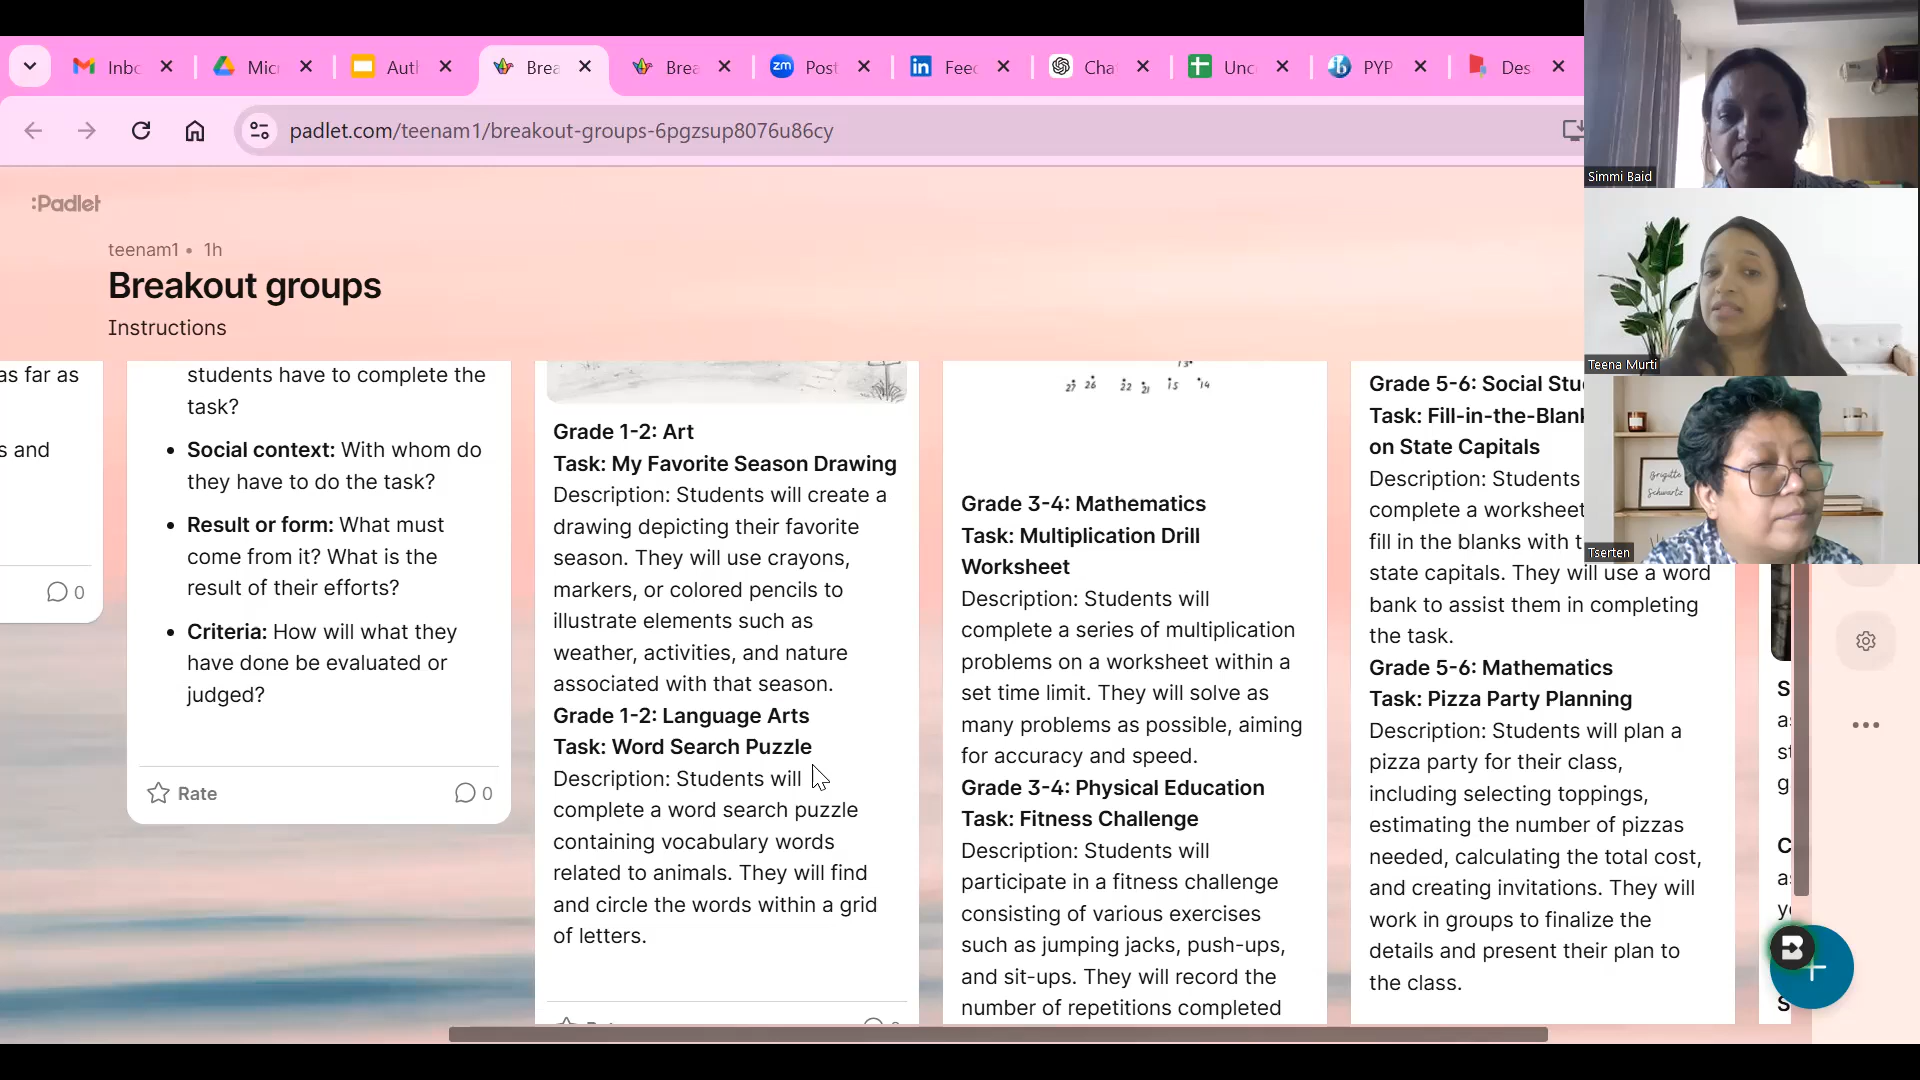 Inbo
Mic
Aut
Brea
Brea
zm Post
in Feec
Cha
Unc
PYP
Des
padlet.com/teenam1/breakout-groups-6pgzsup8076u86cy
:Padlet
teenam1 • 1h
Breakout groups
Instructions
as far as
s and
0
students have to complete the
task?
• Social context: With whom do
they have to do the task?
• Result or form: What must
come from it? What is the
result of their efforts?
• Criteria: How will what they
have done be evaluated or
judged?
Rate
0
Grade 1-2: Art
Task: My Favorite Season Drawing
Description: Students will create a
drawing depicting their favorite
season. They will use crayons,
markers, or colored pencils to
illustrate elements such as
weather, activities, and nature
associated with that season.
Grade 1-2: Language Arts
Task: Word Search Puzzle
Description: Students will
complete a word search puzzle
containing vocabulary words
related to animals. They will find
and circle the words within a grid
of letters.
27 26 22 21 15 14
Grade 3-4: Mathematics
Task: Multiplication Drill
Worksheet
Description: Students will
complete a series of multiplication
problems on a worksheet within a
set time limit. They will solve as
many problems as possible, aiming
for accuracy and speed.
Grade 3-4: Physical Education
Task: Fitness Challenge
Description: Students will
participate in a fitness challenge
consisting of various exercises
such as jumping jacks, push-ups,
and sit-ups. They will record the
number of repetitions completed
Grade 5-6: Social Stu
Task: Fill-in-the-Blan
on State Capitals
Description: Students
complete a worksheet
fill in the blanks with t
state capitals. They will use a word
bank to assist them in completing
the task.
Grade 5-6: Mathematics
Task: Pizza Party Planning
Description: Students will plan a
pizza party for their class,
including selecting toppings,
estimating the number of pizzas
needed, calculating the total cost,
and creating invitations. They will
work in groups to finalize the
details and present their plan to
the class.
S
a
st
g
C
a
y
S
Simmi Baid
Teena Murti
Brigitte
Schwartz
Tserten